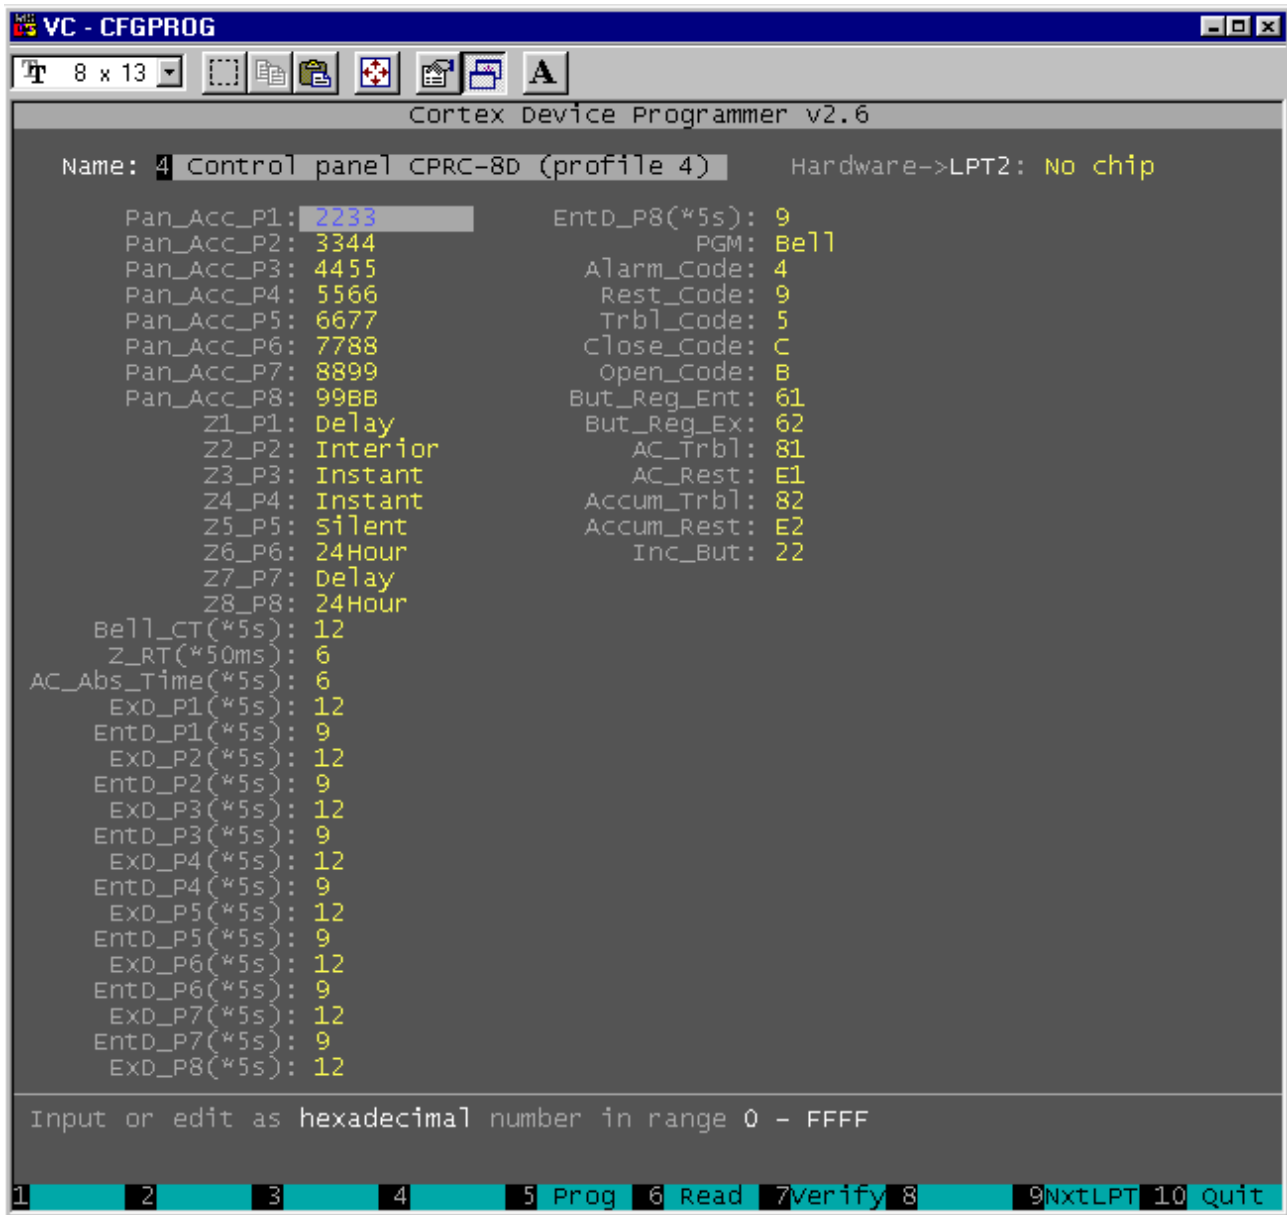 VC - CFGPROG
8 x 13
Cortex Device Programmer v2.6
Name: 4 Control panel CPRC-8D (profile 4) Hardware->LPT2: No chip
Pan_Acc_P1: 2233 EntD_P8(*5s): 9
Pan_Acc_P2: 3344 PGM: Bell
Pan_Acc_P3: 4455 Alarm_Code: 4
Pan_Acc_P4: 5566 Rest_Code: 9
Pan_Acc_P5: 6677 Trbl_Code: 5
Pan_Acc_P6: 7788 Close_Code: C
Pan_Acc_P7: 8899 Open_Code: B
Pan_Acc_P8: 99BB But_Reg_Ent: 61
Z1_P1: Delay But_Reg_Ex: 62
Z2_P2: Interior AC_Trbl: 81
Z3_P3: Instant AC_Rest: E1
Z4_P4: Instant Accum_Trbl: 82
Z5_P5: Silent Accum_Rest: E2
Z6_P6: 24Hour Inc_But: 22
Z7_P7: Delay
Z8_P8: 24Hour
Bell_CT(*5s): 12
Z_RT(*50ms): 6
AC_Abs_Time(*5s): 6
ExD_P1(*5s): 12
EntD_P1(*5s): 9
ExD_P2(*5s): 12
EntD_P2(*5s): 9
ExD_P3(*5s): 12
EntD_P3(*5s): 9
ExD_P4(*5s): 12
EntD_P4(*5s): 9
ExD_P5(*5s): 12
EntD_P5(*5s): 9
ExD_P6(*5s): 12
EntD_P6(*5s): 9
ExD_P7(*5s): 12
EntD_P7(*5s): 9
ExD_P8(*5s): 12
Input or edit as hexadecimal number in range 0 - FFFF
1 2 3 4 5 Prog 6 Read 7Verify 8 9NxtLPT 10 Quit